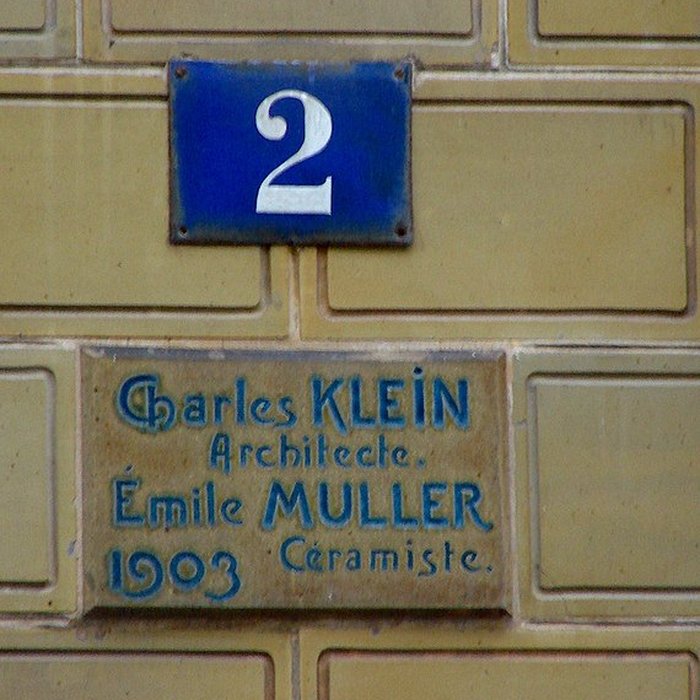 2
Charles KLEIN
Architecte.
Émile MULLER
1903 Céramiste.